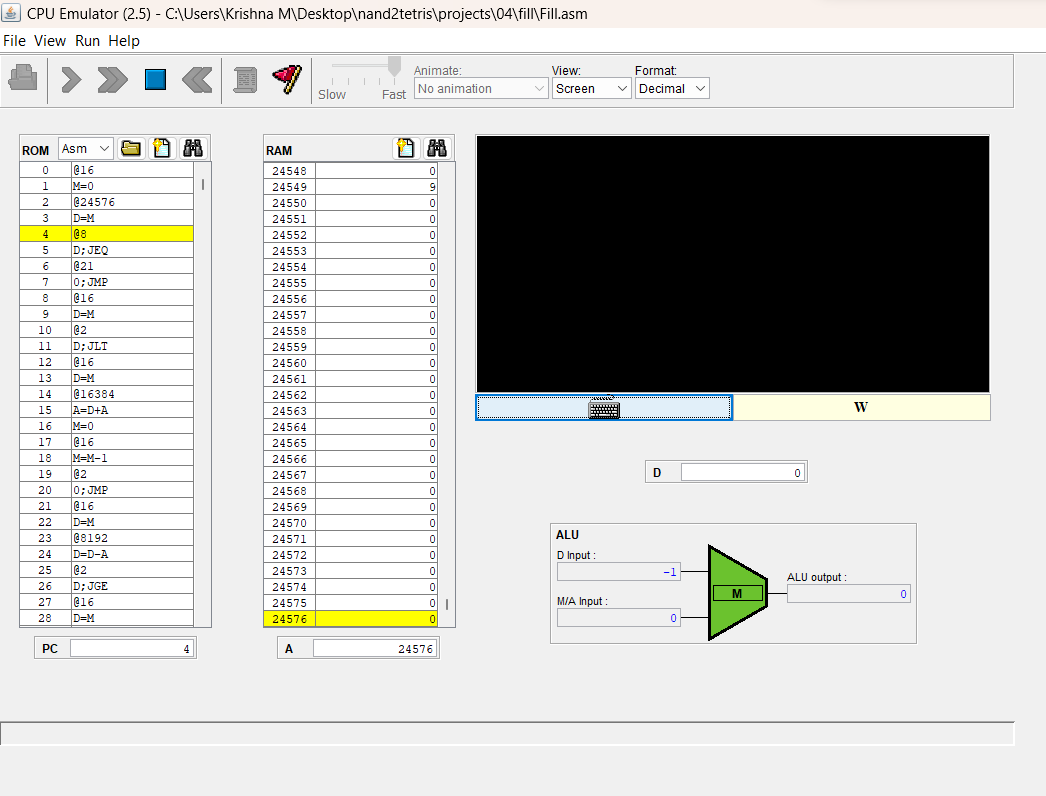 CPU Emulator (2.5) - C:\Users\Krishna M\Desktop\nand2tetris\projects\04\fill\Fill.asm
File View Run Help
Slow Fast
Animate: View: Format:
No animation Screen Decimal
ROM Asm
0 @16
1 M=0
2 @24576
3 D=M
4 @8
5 D;JEQ
6 @21
7 0;JMP
8 @16
9 D=M
10 @2
11 D;JLT
12 @16
13 D=M
14 @16384
15 A=D+A
16 M=0
17 @16
18 M=M-1
19 @2
20 0;JMP
21 @16
22 D=M
23 @8192
24 D=D-A
25 @2
26 D;JGE
27 @16
28 D=M
PC 4
RAM
24548 0
24549 9
24550 0
24551 0
24552 0
24553 0
24554 0
24555 0
24556 0
24557 0
24558 0
24559 0
24560 0
24561 0
24562 0
24563 0
24564 0
24565 0
24566 0
24567 0
24568 0
24569 0
24570 0
24571 0
24572 0
24573 0
24574 0
24575 0
24576 0
A 24576
W
D 0
ALU
D Input :
-1
M/A Input :
0
M
ALU output :
0